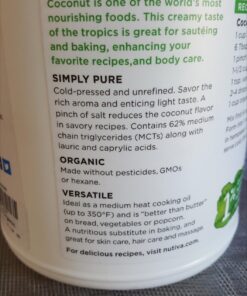 Coconut is one of the world's most
nourishing foods. This creamy taste
of the tropics is great for sautéing
and baking, enhancing your
favorite recipes,and body care.
SIMPLY PURE
Cold-pressed and unrefined. Savor the
rich aroma and enticing light taste. A
pinch of salt reduces the coconut flavor
in savory recipes. Contains 62% medium
chain triglycerides (MCTs) along with
lauric and caprylic acids.
ORGANIC
Made without pesticides, GMOs
or hexane.
VERSATILE
Ideal as a medium heat cooking oil
(up to 350°F) and is "better than butter"
on bread, vegetables or popcorn.
A nutritious substitute in baking, and
great for skin care, hair care and massage.
For delicious recipes, visit nutiva.com